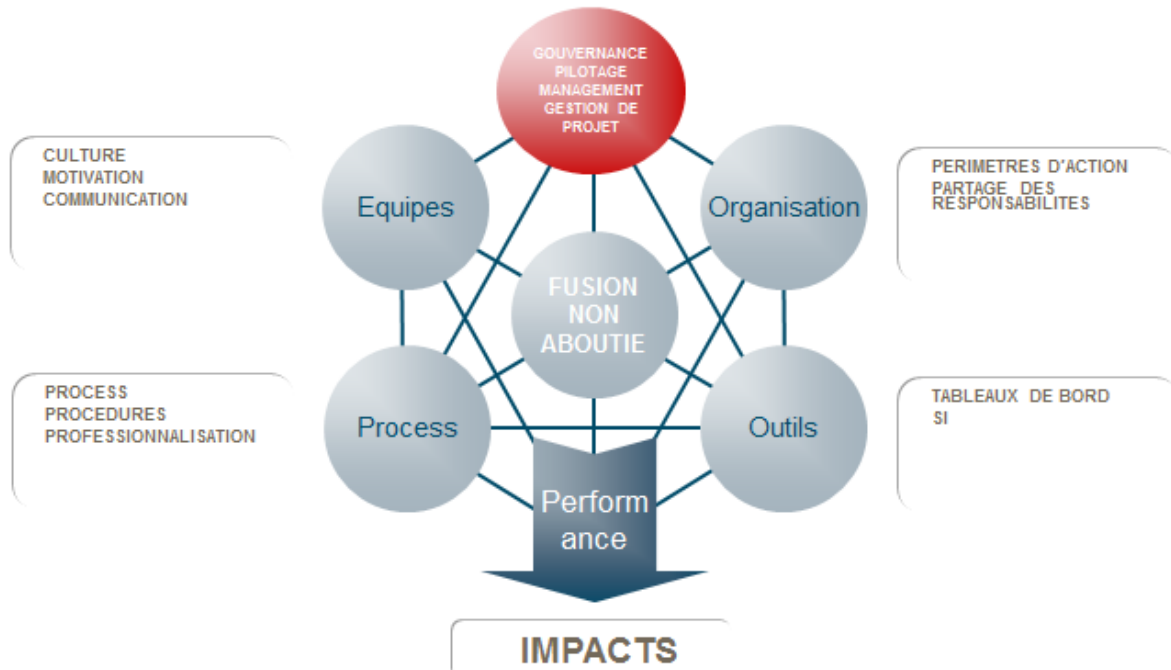 GOUVERNANCE
PILOTAGE
MANAGEMENT
GESTION DE
PROJET
CULTURE
MOTIVATION
COMMUNICATION
Equipes
Organisation
PERIMETRES D'ACTION
PARTAGE DES
RESPONSABILITES
FUSION
NON
ABOUTIE
PROCESS
PROCEDURES
PROFESSIONNALISATION
Process
Outils
TABLEAUX DE BORD
SI
Perform
ance
IMPACTS